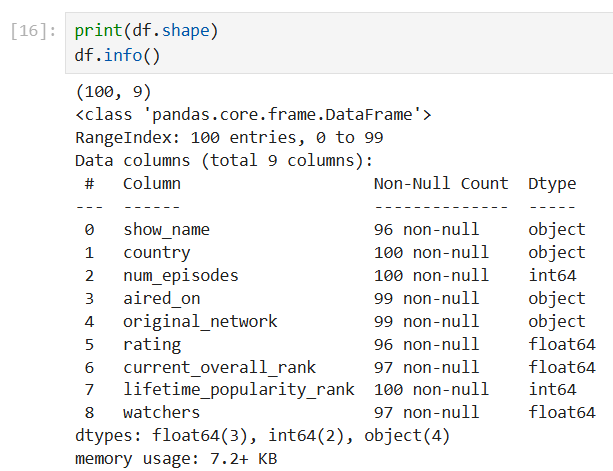 [16]: print(df.shape)
df.info()
(100, 9)
<class 'pandas.core.frame.DataFrame'>
RangeIndex: 100 entries, 0 to 99
Data columns (total 9 columns):
 #   Column                   Non-Null Count  Dtype
---  ------                   --------------  -----
 0   show_name                96 non-null     object
 1   country                  100 non-null    object
 2   num_episodes             100 non-null    int64
 3   aired_on                 99 non-null     object
 4   original_network         99 non-null     object
 5   rating                   96 non-null     float64
 6   current_overall_rank     97 non-null     float64
 7   lifetime_popularity_rank 100 non-null    int64
 8   watchers                 97 non-null     float64
dtypes: float64(3), int64(2), object(4)
memory usage: 7.2+ KB